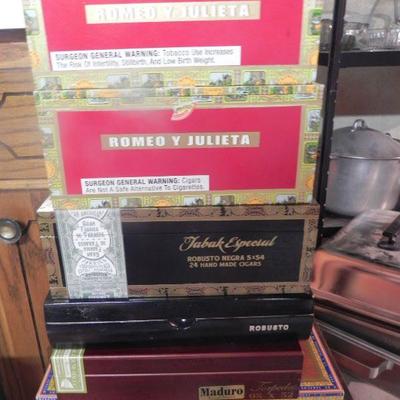 ROMEO Y JULIETA
SURGEON GENERAL WARNING: Tobacco Use Increases
The Risk Of Infertility, Stillbirth, And Low Birth Weight.
ROMEO Y JULIETA
SURGEON GENERAL WARNING: Cigars
Are Not A Safe Alternative To Cigarettes.
Tabak Especial
ROBUSTO NEGRA 5×54
24 HAND MADE CIGARS
ROBUSTO
Maduro
Torpedo